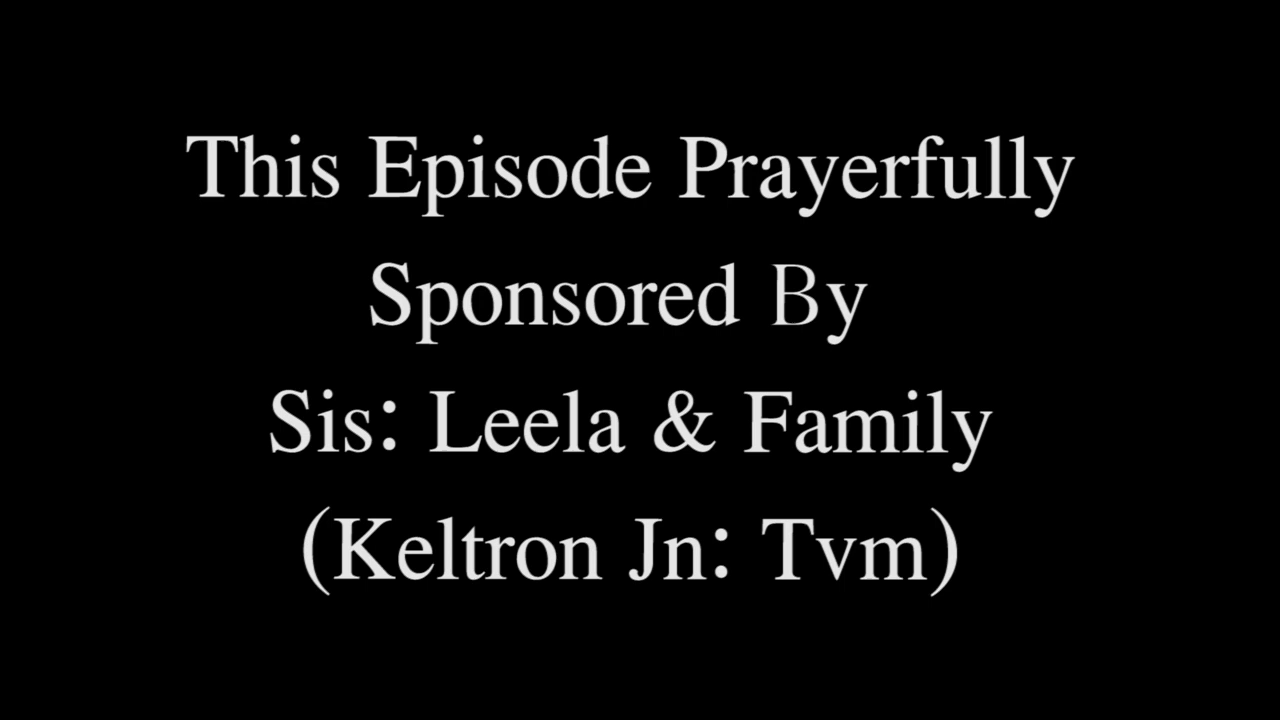 This Episode Prayerfully
Sponsored By
Sis: Leela & Family
(Keltron Jn: Tvm)